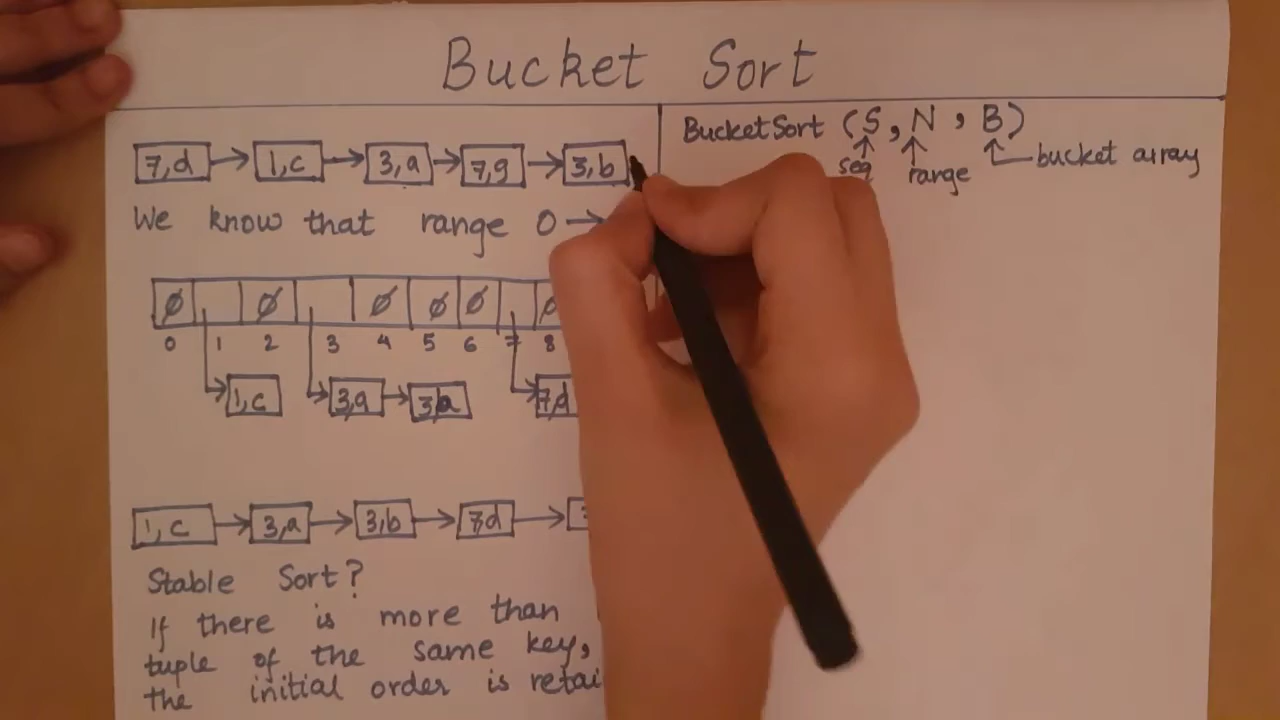 Bucket Sort
7,d → 1,c → 3,a → 7,g → 3,b
We know that range 0 →
Ø Ø Ø Ø Ø
0 1 2 3 4 5 6 7 8
1,c 3,a → 3,b 7,d
1,c → 3,a → 3,b → 7,d →
Stable Sort?
If there is more than
tuple of the same key,
the initial order is
BucketSort (S, N, B)
seq range bucket array